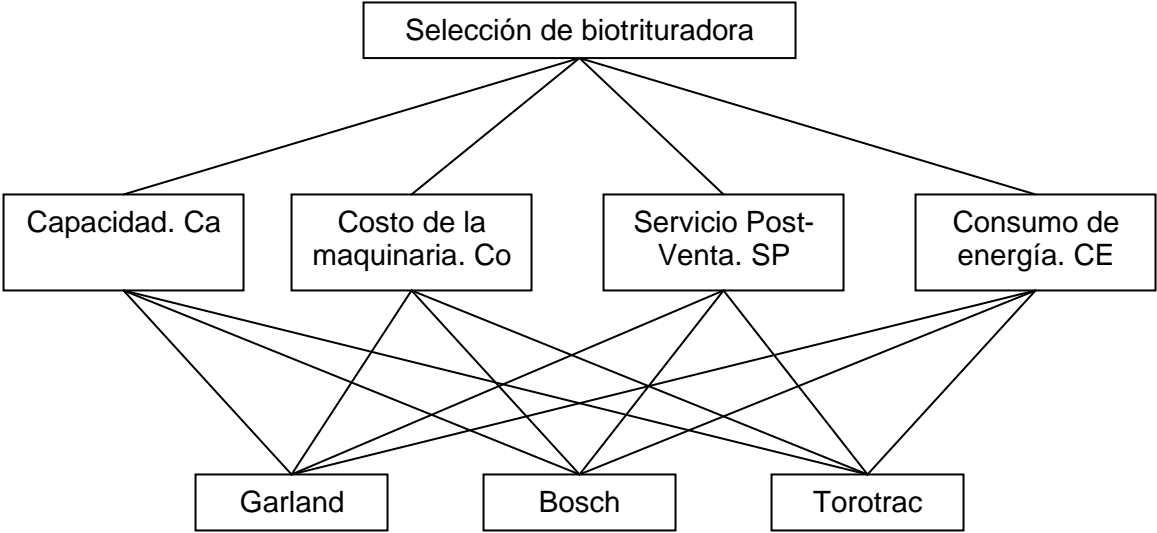 Selección de biotrituradora
Capacidad. Ca
Costo de la
maquinaria. Co
Servicio Post-
Venta. SP
Consumo de
energía. CE
Garland
Bosch
Torotrac